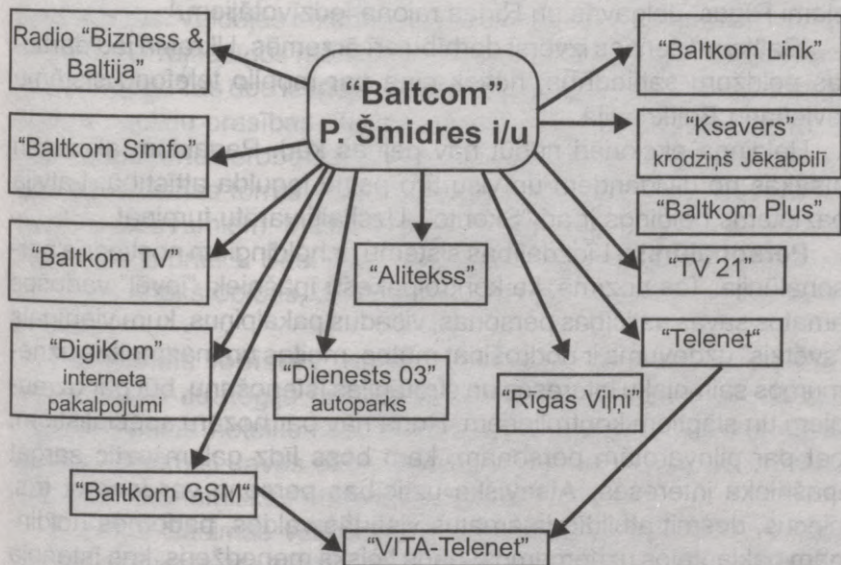 Radio “Bizness &
Baltija”
“Baltcom”
P. Šmidres i/u
“Baltkom Link”
“Baltkom Simfo”
“Ksavers”
krodziņš Jēkabpilī
“Baltkom Plus”
“Baltkom TV”
“Alitekss”
“TV 21”
“DigiKom”
interneta
pakalpojumi
“Dienests 03”
autoparks
“Rīgas Viļņi”
“Telenet”
“Baltkom GSM”
“VITA-Telenet”